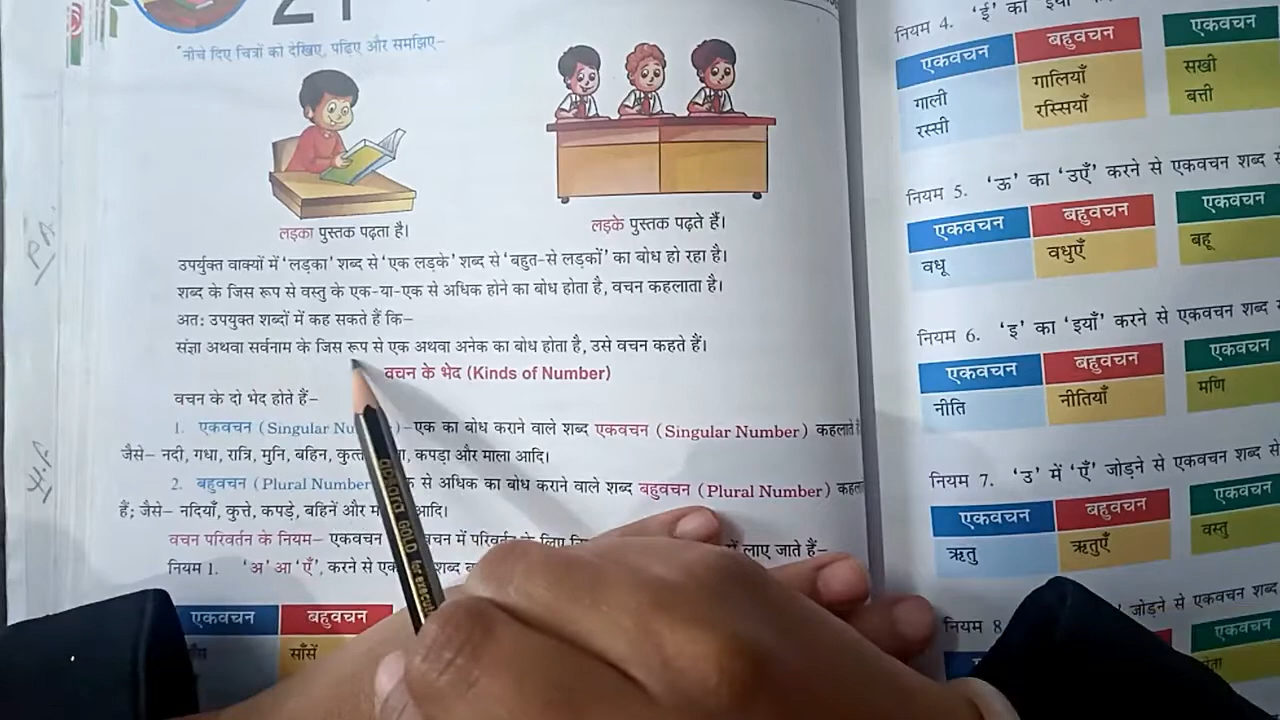 21
नीचे दिए चित्रों को देखिए, पढिए और समझिए–
लड़का पुस्तक पढ़ता है।
लड़के पुस्तक पढ़ते हैं।
उपर्युक्त वाक्यों में 'लड़का' शब्द से 'एक लड़के' शब्द से 'बहुत-से लड़कों' का बोध हो रहा है।
शब्द के जिस रूप से वस्तु के एक-या-एक से अधिक होने का बोध होता है, वचन कहलाता है।
अत: उपयुक्त शब्दों में कह सकते हैं कि–
संज्ञा अथवा सर्वनाम के जिस रूप से एक अथवा अनेक का बोध होता है, उसे वचन कहते हैं।
वचन के भेद (Kinds of Number)
वचन के दो भेद होते हैं–
1. एकवचन (Singular )–एक का बोध कराने वाले शब्द एकवचन (Singular Number) कहलाते
जैसे– नदी, गधा, रात्रि, मुनि, बहिन, कपड़ा और माला आदि।
2. बहुवचन (Plural Number से अधिक का बोध कराने वाले शब्द बहुवचन (Plural Number)
हैं; जैसे– नदियाँ, कुत्ते, कपड़े, बहिनें और आदि।
वचन परिवर्तन के नियम– एकवचन में परिवर्तन के लिए लाए जाते हैं–
नियम 1. 'अ' आ 'एँ', करने से शब्द
एकवचन बहुवचन
साँसें
P.A.
नियम 4. 'ई' का
एकवचन बहुवचन एकवचन
गाली गालियाँ सखी
रस्सी रस्सियाँ बत्ती
नियम 5. 'ऊ' का 'उएँ' करने से एकवचन शब्द
एकवचन बहुवचन एकवचन
वधू वधुएँ बहू
नियम 6. 'इ' का 'इयाँ' करने से एकवचन शब्द
एकवचन बहुवचन एकवचन
नीति नीतियाँ मणि
नियम 7. 'उ' में 'एँ' जोड़ने से एकवचन शब्द
एकवचन बहुवचन एकवचन
ऋतु ऋतुएँ वस्तु
नियम 8 जोड़ने से एकवचन शब्द
एकवचन
apsara GOLD